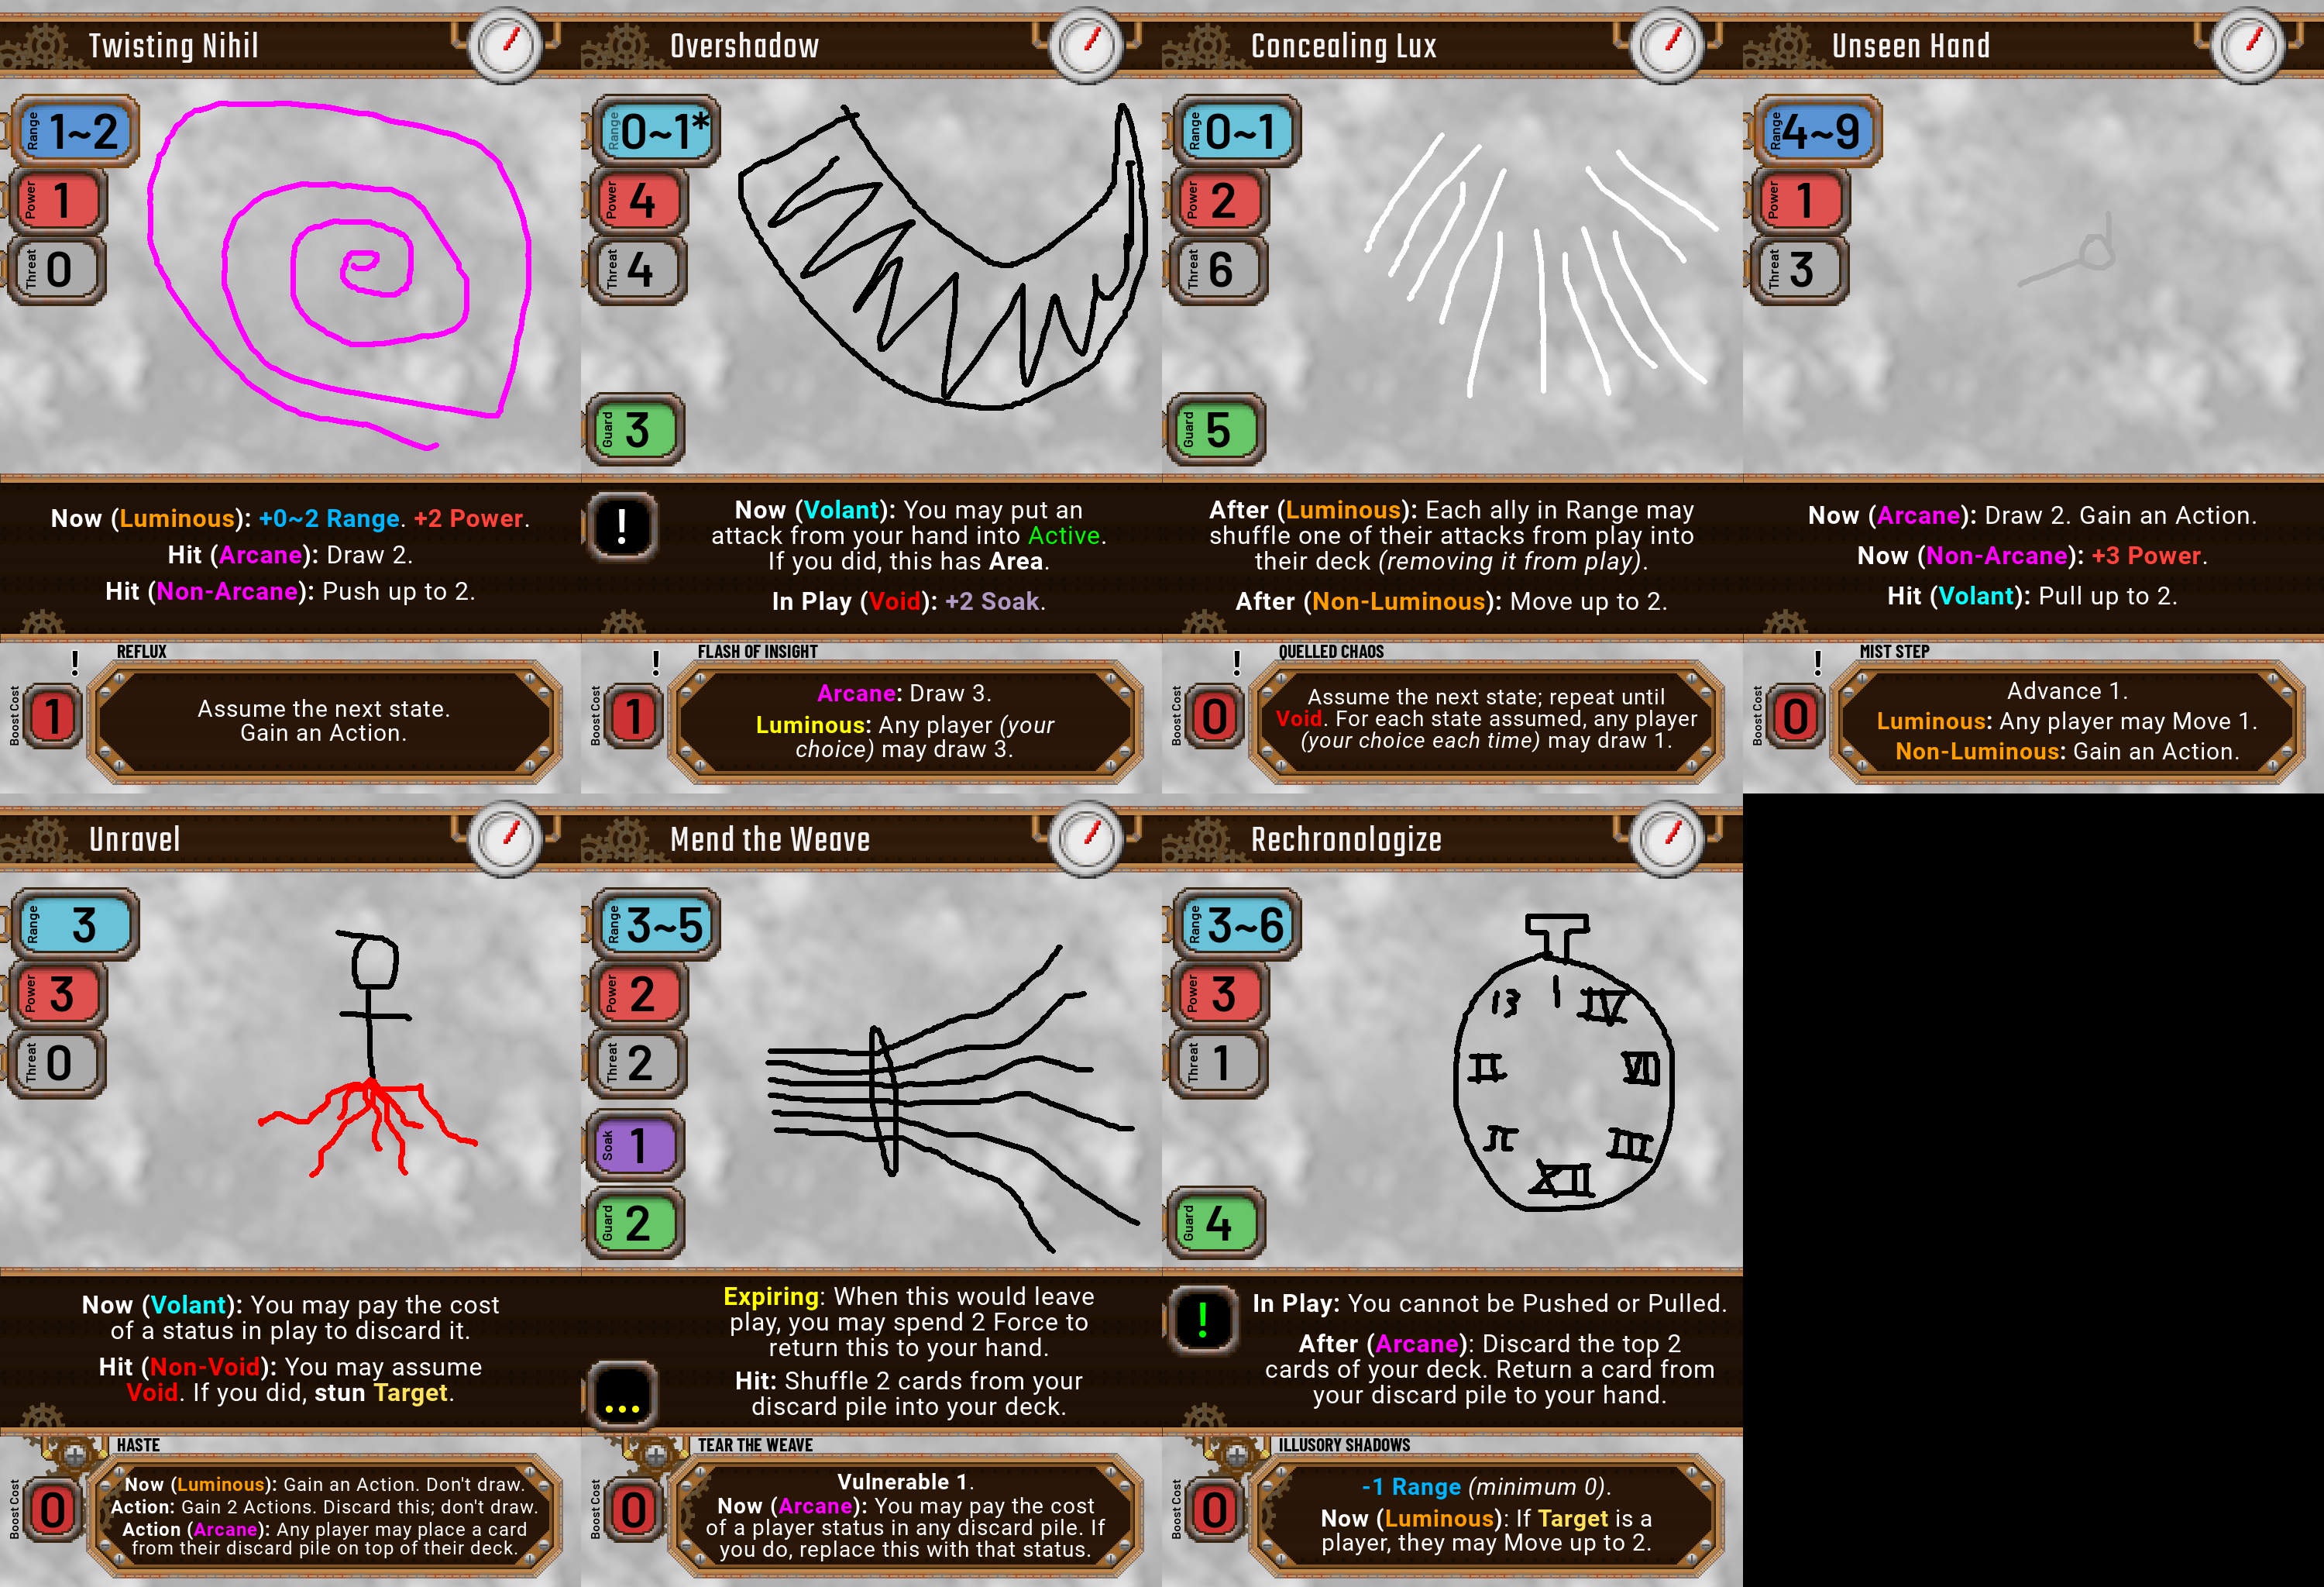 Twisting Nihil
Range 1~2
Power 1
Threat 0
Now (Luminous): +0~2 Range. +2 Power.
Hit (Arcane): Draw 2.
Hit (Non-Arcane): Push up to 2.
REFLUX
!
Boost Cost 1
Assume the next state.
Gain an Action.
Overshadow
Range 0~1*
Power 4
Threat 4
Guard 3
!
Now (Volant): You may put an
attack from your hand into Active.
If you did, this has Area.
In Play (Void): +2 Soak.
FLASH OF INSIGHT
!
Boost Cost 1
Arcane: Draw 3.
Luminous: Any player (your
choice) may draw 3.
Concealing Lux
Range 0~1
Power 2
Threat 6
Guard 5
After (Luminous): Each ally in Range may
shuffle one of their attacks from play into
their deck (removing it from play).
After (Non-Luminous): Move up to 2.
QUELLED CHAOS
!
Boost Cost 0
Assume the next state; repeat until
Void. For each state assumed, any player
(your choice each time) may draw 1.
Unseen Hand
Range 4~9
Power 1
Threat 3
Now (Arcane): Draw 2. Gain an Action.
Now (Non-Arcane): +3 Power.
Hit (Volant): Pull up to 2.
MIST STEP
!
Boost Cost 0
Advance 1.
Luminous: Any player may Move 1.
Non-Luminous: Gain an Action.
Unravel
Range 3
Power 3
Threat 0
Now (Volant): You may pay the cost
of a status in play to discard it.
Hit (Non-Void): You may assume
Void. If you did, stun Target.
HASTE
Boost Cost 0
Now (Luminous): Gain an Action. Don't draw.
Action: Gain 2 Actions. Discard this; don't draw.
Action (Arcane): Any player may place a card
from their discard pile on top of their deck.
Mend the Weave
Range 3~5
Power 2
Threat 2
Soak 1
Guard 2
Expiring: When this would leave
play, you may spend 2 Force to
return this to your hand.
Hit: Shuffle 2 cards from your
discard pile into your deck.
...
TEAR THE WEAVE
Boost Cost 0
Vulnerable 1.
Now (Arcane): You may pay the cost
of a player status in any discard pile. If
you do, replace this with that status.
Rechronologize
Range 3~6
Power 3
Threat 1
Guard 4
13 I IV
II VII
III
XII
!
In Play: You cannot be Pushed or Pulled.
After (Arcane): Discard the top 2
cards of your deck. Return a card from
your discard pile to your hand.
ILLUSORY SHADOWS
Boost Cost 0
-1 Range (minimum 0).
Now (Luminous): If Target is a
player, they may Move up to 2.